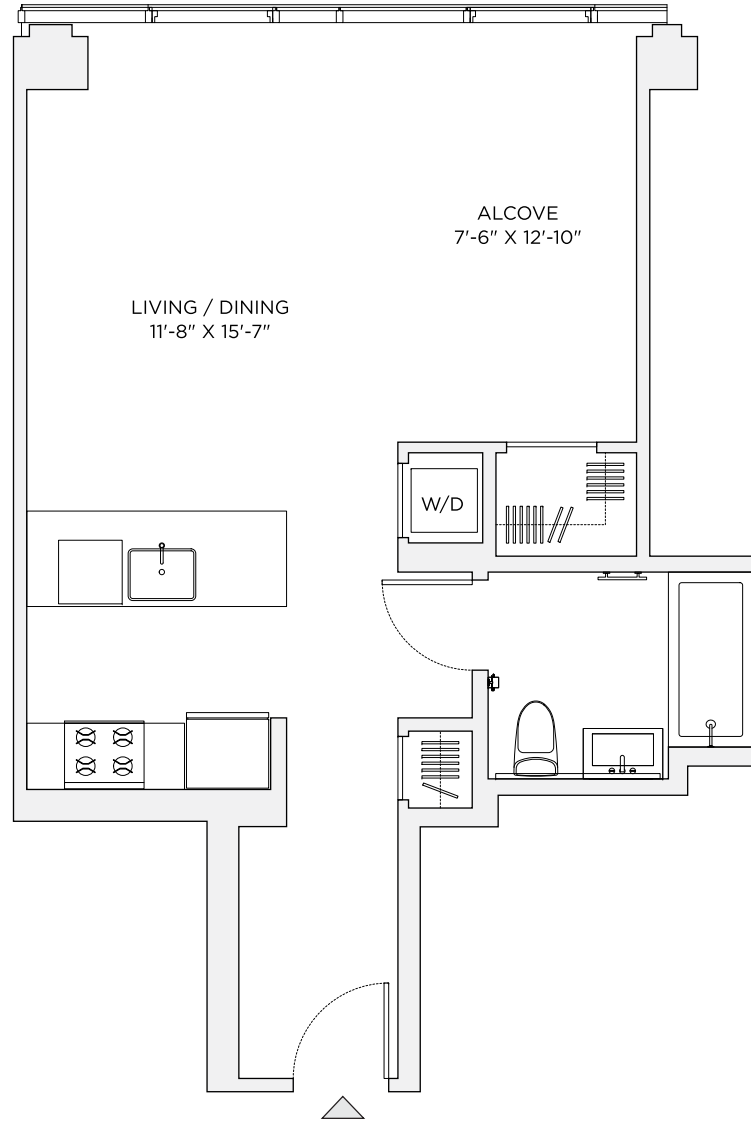 ALCOVE
7'-6" X 12'-10"
LIVING / DINING
11'-8" X 15'-7"
W/D